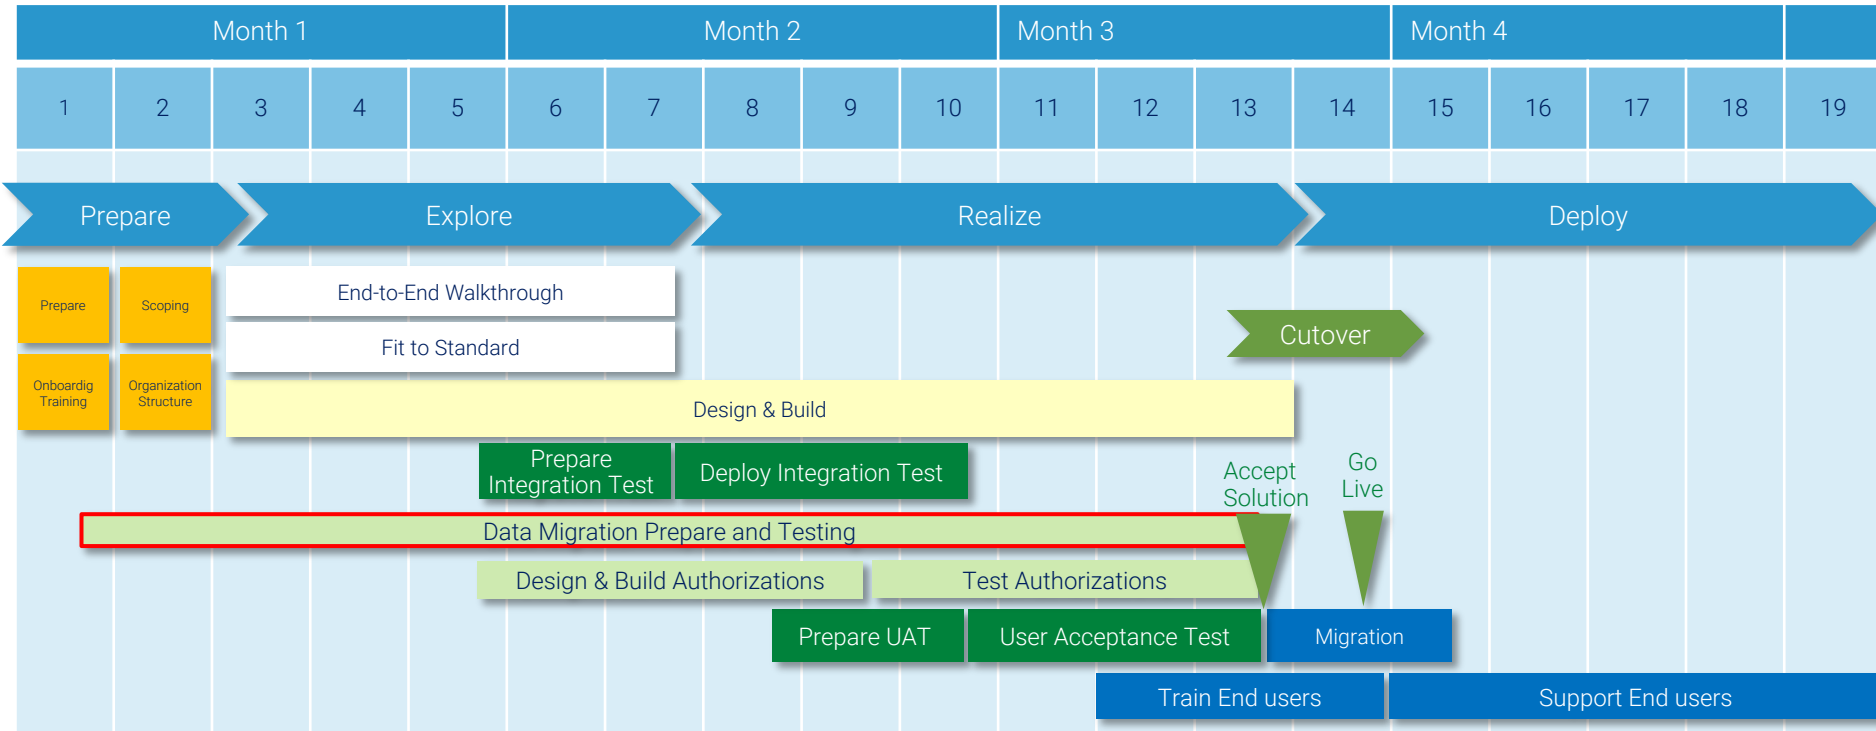 Month 1
Month 2
Month 3
Month 4
1 2 3 4 5 6 7 8 9 10 11 12 13 14 15 16 17 18 19
Prepare
Explore
Realize
Deploy
Prepare
Scoping
End-to-End Walkthrough
Cutover
Fit to Standard
Onboardig
Training
Organization
Structure
Design & Build
Prepare
Integration Test
Deploy Integration Test
Accept
Solution
Go
Live
Data Migration Prepare and Testing
Design & Build Authorizations
Test Authorizations
Prepare UAT
User Acceptance Test
Migration
Train End users
Support End users